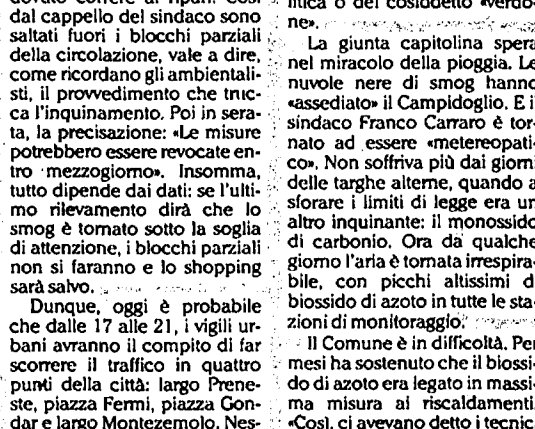 dal cappello del sindaco sono
saltati fuori i blocchi parziali
della circolazione, vale a dire,
come ricordano gli ambientali-
sti, il provvedimento che truc-
ca l'inquinamento. Poi in sera-
ta, la precisazione: «Le misure
potrebbero essere revocate en-
tro mezzogiorno». Insomma,
tutto dipende dai dati: se l'ulti-
mo rilevamento dirà che lo
smog è tornato sotto la soglia
di attenzione, i blocchi parziali
non si faranno e lo shopping
sarà salvo.
Dunque, oggi è probabile
che dalle 17 alle 21, i vigili ur-
bani avranno il compito di far
scorrere il traffico in quattro
punti della città: largo Prene-
ste, piazza Fermi, piazza Gon-
dar e largo Montezemolo. Nes-
o del cosiddetto «verdo-
ne».
La giunta capitolina spera
nel miracolo della pioggia. Le
nuvole nere di smog hanno
«assediato» il Campidoglio. E i
sindaco Franco Carraro è tor-
nato ad essere «metereopati-
co». Non soffriva più dai giorni
delle targhe alterne, quando a
sforare i limiti di legge era un
altro inquinante: il monossido
di carbonio. Ora da qualche
giorno l'aria è tornata irrespira-
bile, con picchi altissimi d
biossido di azoto in tutte le sta-
zioni di monitoraggio.
Il Comune è in difficoltà. Per
mesi ha sostenuto che il biossi-
do di azoto era legato in massi-
ma misura ai riscaldamenti.
«Così, ci avevano detto i tecnic